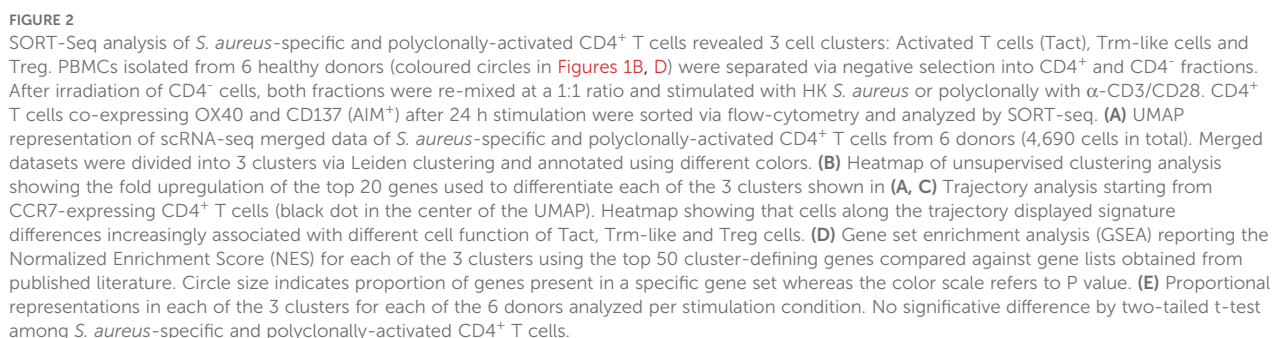 FIGURE 2
SORT-Seq analysis of S. aureus-specific and polyclonally-activated CD4⁺ T cells revealed 3 cell clusters: Activated T cells (Tact), Trm-like cells and
Treg. PBMCs isolated from 6 healthy donors (coloured circles in Figures 1B, D) were separated via negative selection into CD4⁺ and CD4⁻ fractions.
After irradiation of CD4⁻ cells, both fractions were re-mixed at a 1:1 ratio and stimulated with HK S. aureus or polyclonally with α-CD3/CD28. CD4⁺
T cells co-expressing OX40 and CD137 (AIM⁺) after 24 h stimulation were sorted via flow-cytometry and analyzed by SORT-seq. (A) UMAP
representation of scRNA-seq merged data of S. aureus-specific and polyclonally-activated CD4⁺ T cells from 6 donors (4,690 cells in total). Merged
datasets were divided into 3 clusters via Leiden clustering and annotated using different colors. (B) Heatmap of unsupervised clustering analysis
showing the fold upregulation of the top 20 genes used to differentiate each of the 3 clusters shown in (A, C) Trajectory analysis starting from
CCR7-expressing CD4⁺ T cells (black dot in the center of the UMAP). Heatmap showing that cells along the trajectory displayed signature
differences increasingly associated with different cell function of Tact, Trm-like and Treg cells. (D) Gene set enrichment analysis (GSEA) reporting the
Normalized Enrichment Score (NES) for each of the 3 clusters using the top 50 cluster-defining genes compared against gene lists obtained from
published literature. Circle size indicates proportion of genes present in a specific gene set whereas the color scale refers to P value. (E) Proportional
representations in each of the 3 clusters for each of the 6 donors analyzed per stimulation condition. No significative difference by two-tailed t-test
among S. aureus-specific and polyclonally-activated CD4⁺ T cells.